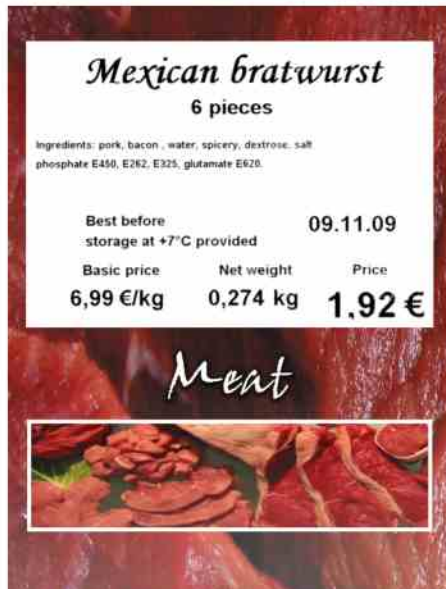 Mexican bratwurst
6 pieces
Ingredients: pork, bacon , water, spicery, dextrose, salt
phosphate E450, E262, E325, glutamate E620.
Best before
storage at +7°C provided
09.11.09
Basic price
Net weight
Price
6,99 €/kg
0,274 kg
1,92 €
Meat